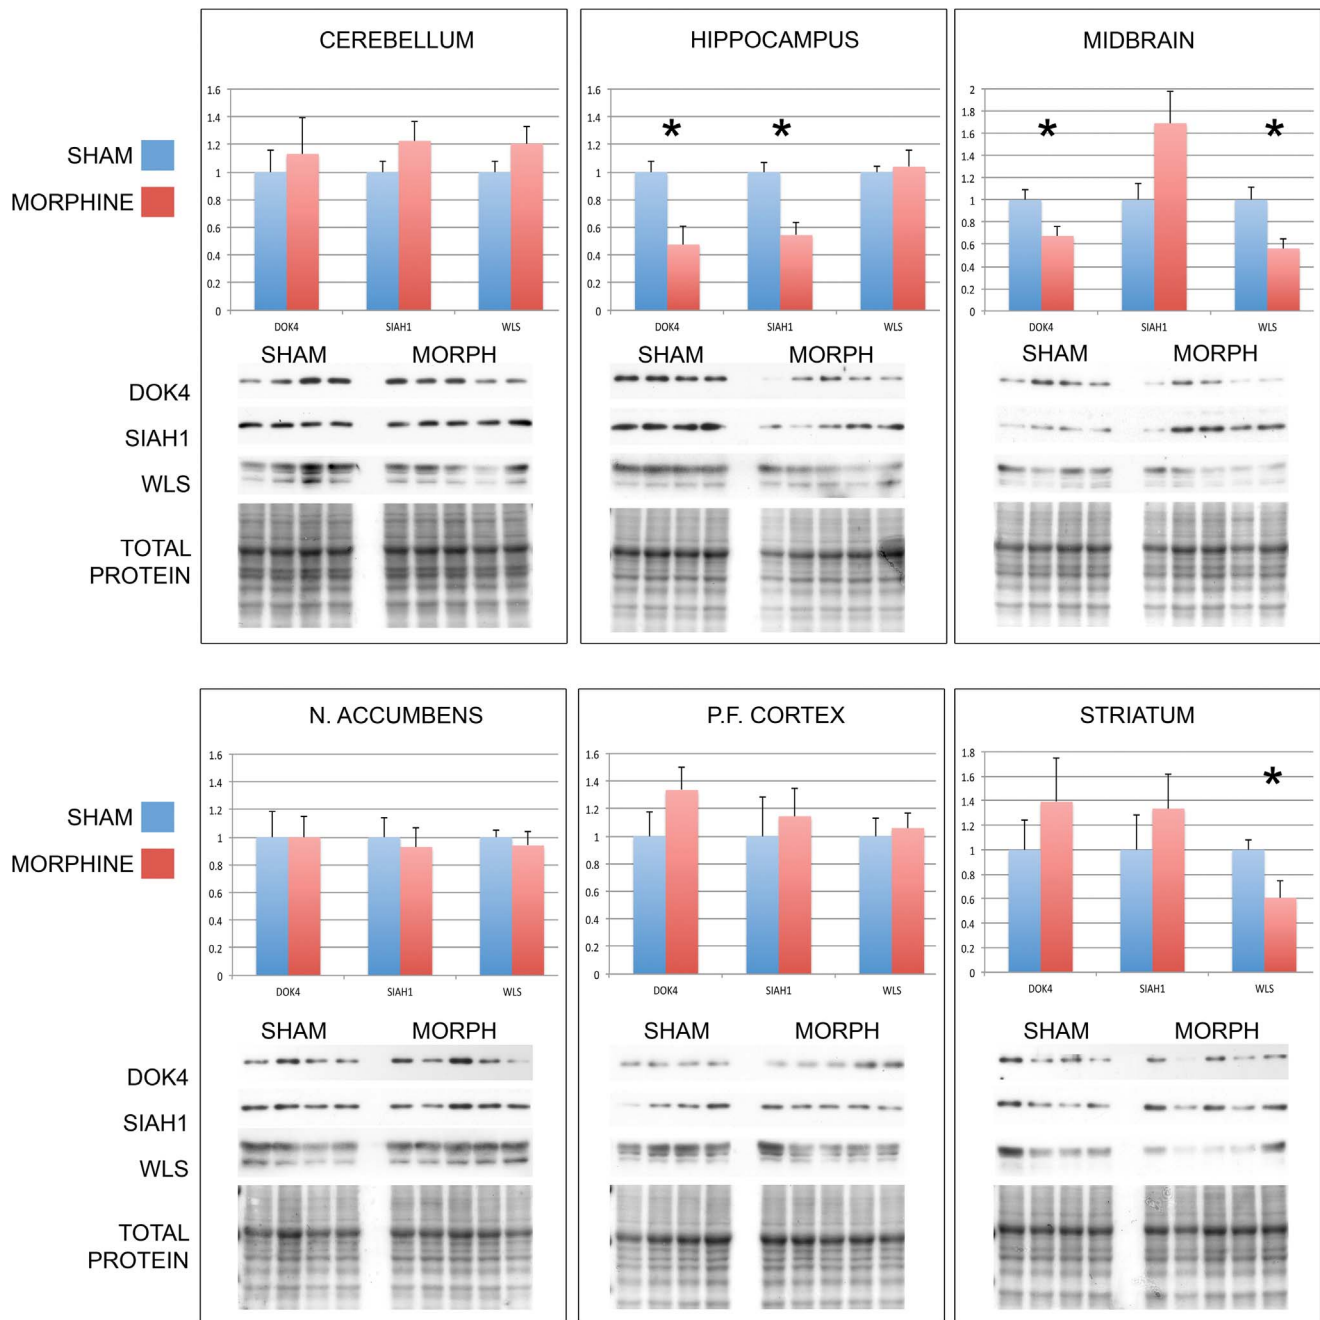 CEREBELLUM
HIPPOCAMPUS
MIDBRAIN
SHAM
MORPHINE
1.6
1.4
1.2
1
0.8
0.6
0.4
0.2
0
DOK4 SIAH1 WLS
1.6
1.4
1.2
1
0.8
0.6
0.4
0.2
0
* *
DOK4 SIAH1 WLS
2
1.8
1.6
1.4
1.2
1
0.8
0.6
0.4
0.2
0
* *
DOK4 SIAH1 WLS
SHAM MORPH
SHAM MORPH
SHAM MORPH
DOK4
SIAH1
WLS
TOTAL
PROTEIN
N. ACCUMBENS
P.F. CORTEX
STRIATUM
SHAM
MORPHINE
1.6
1.4
1.2
1
0.8
0.6
0.4
0.2
0
DOK4 SIAH1 WLS
1.6
1.4
1.2
1
0.8
0.6
0.4
0.2
0
DOK4 SIAH1 WLS
1.8
1.6
1.4
1.2
1
0.8
0.6
0.4
0.2
0
*
DOK4 SIAH1 WLS
SHAM MORPH
SHAM MORPH
SHAM MORPH
DOK4
SIAH1
WLS
TOTAL
PROTEIN